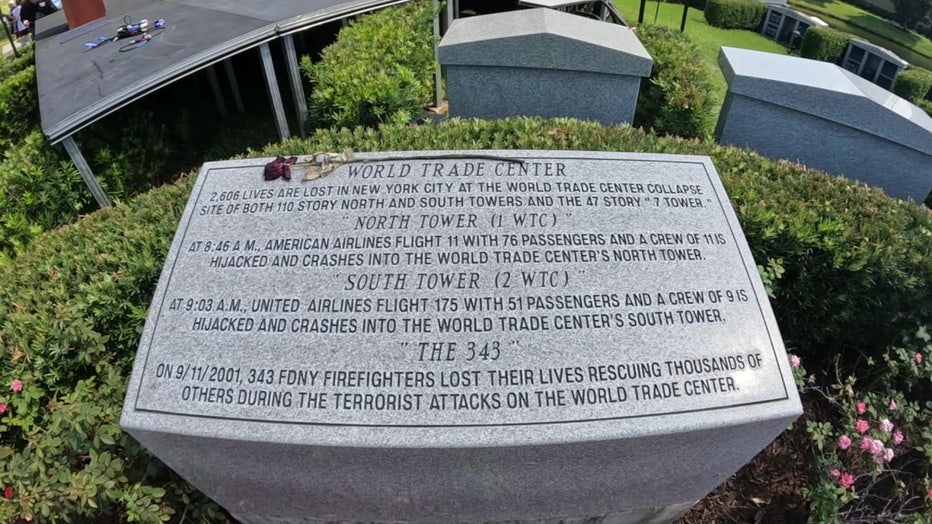 WORLD TRADE CENTER
2,606 LIVES ARE LOST IN NEW YORK CITY AT THE WORLD TRADE CENTER COLLAPSE
SITE OF BOTH 110 STORY NORTH AND SOUTH TOWERS AND THE 47 STORY "7 TOWER."
"NORTH TOWER (1 WTC)"
AT 8:46 A M., AMERICAN AIRLINES FLIGHT 11 WITH 76 PASSENGERS AND A CREW OF 11 IS
HIJACKED AND CRASHES INTO THE WORLD TRADE CENTER'S NORTH TOWER.
"SOUTH TOWER (2 WTC)"
AT 9:03 A.M., UNITED AIRLINES FLIGHT 175 WITH 51 PASSENGERS AND A CREW OF 9 IS
HIJACKED AND CRASHES INTO THE WORLD TRADE CENTER'S SOUTH TOWER.
"THE 343"
ON 9/11/2001, 343 FDNY FIREFIGHTERS LOST THEIR LIVES RESCUING THOUSANDS OF
OTHERS DURING THE TERRORIST ATTACKS ON THE WORLD TRADE CENTER.